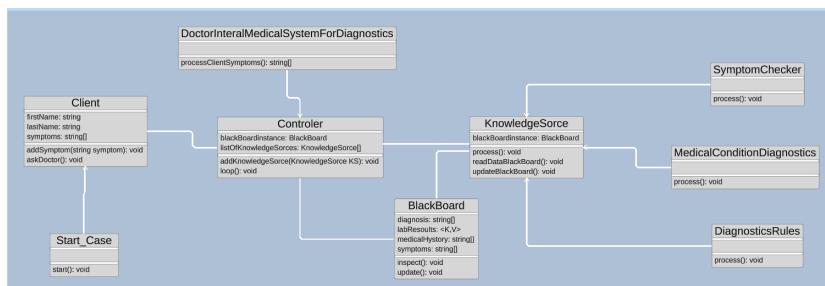 DoctorInteralMedicalSystemForDiagnostics
processClientSymptoms(): string[]
SymptomChecker
process(): void
Client
firstName: string
lastName: string
symptoms: string[]
addSymptom(string symptom): void
askDoctor(): void
Controler
blackBoardinstance: BlackBoard
listOfKnowledgeSorces: KnowledgeSorce[]
addKnowledgeSorce(KnowledgeSorce KS): void
loop(): void
KnowledgeSorce
blackBoardinstance: BlackBoard
process(): void
readDataBlackBoard(): void
updateBlackBoard(): void
MedicalConditionDiagnostics
process(): void
BlackBoard
diagnosis: string[]
labResoults: <K,V>
medicalHystory: string[]
symptoms: string[]
inspect(): void
update(): void
Start_Case
start(): void
DiagnosticsRules
process(): void